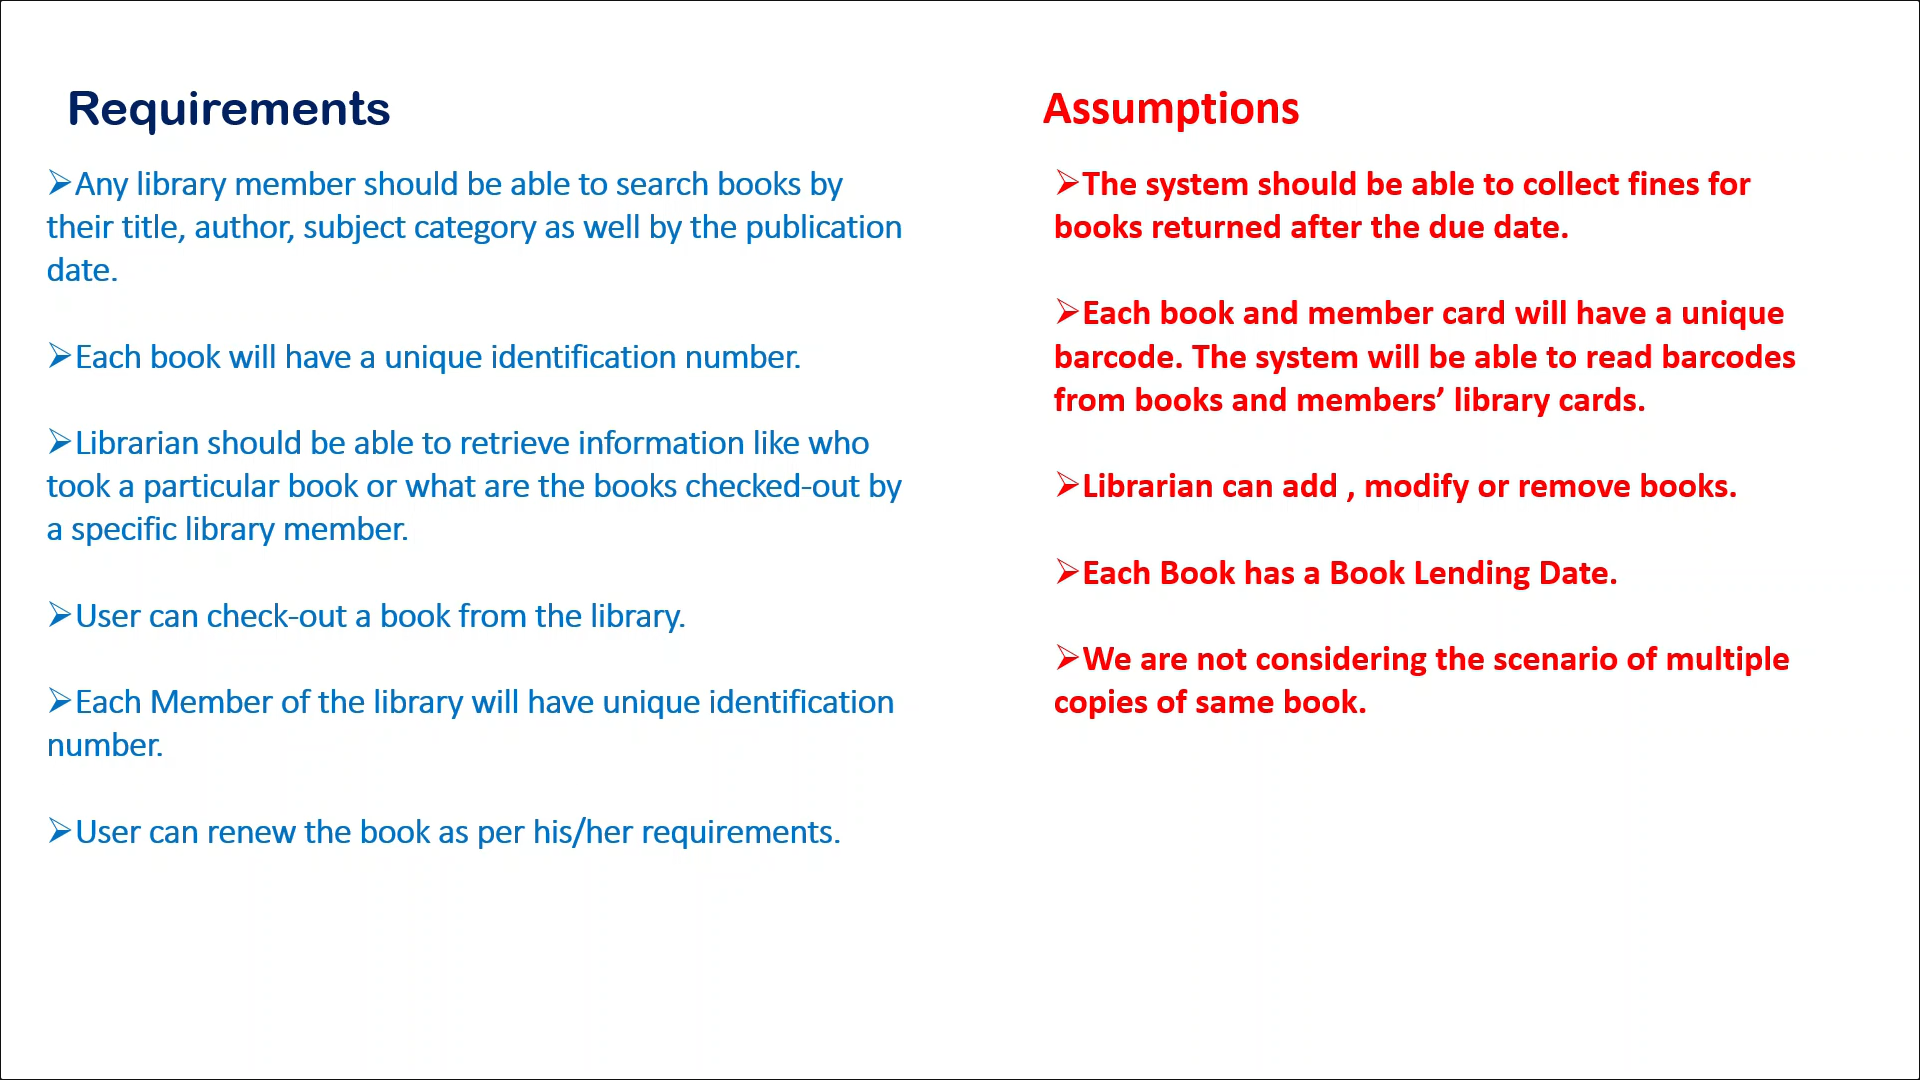 Requirements
➢Any library member should be able to search books by
their title, author, subject category as well by the publication
date.
➢Each book will have a unique identification number.
➢Librarian should be able to retrieve information like who
took a particular book or what are the books checked-out by
a specific library member.
➢User can check-out a book from the library.
➢Each Member of the library will have unique identification
number.
➢User can renew the book as per his/her requirements.
Assumptions
➢The system should be able to collect fines for
books returned after the due date.
➢Each book and member card will have a unique
barcode. The system will be able to read barcodes
from books and members’ library cards.
➢Librarian can add , modify or remove books.
➢Each Book has a Book Lending Date.
➢We are not considering the scenario of multiple
copies of same book.